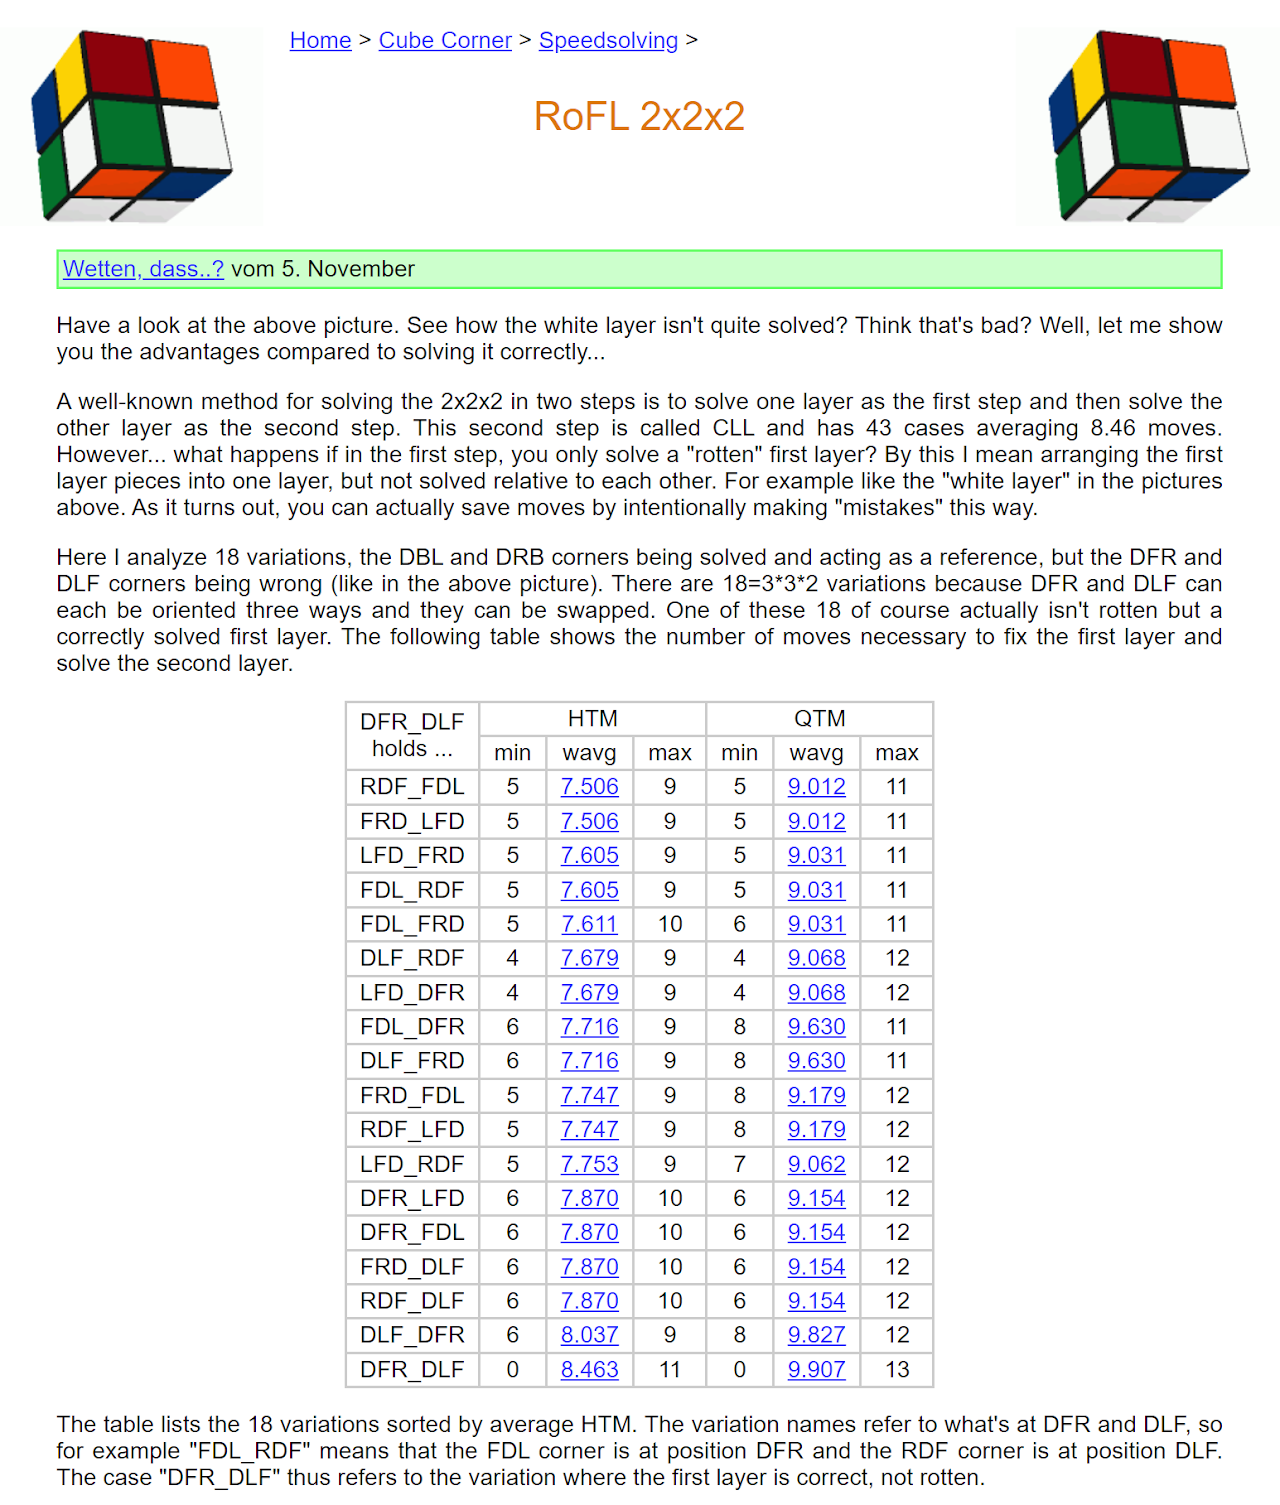 Home > Cube Corner > Speedsolving >
RoFL 2x2x2
Wetten, dass..? vom 5. November
Have a look at the above picture. See how the white layer isn't quite solved? Think that's bad? Well, let me show
you the advantages compared to solving it correctly...
A well-known method for solving the 2x2x2 in two steps is to solve one layer as the first step and then solve the
other layer as the second step. This second step is called CLL and has 43 cases averaging 8.46 moves.
However... what happens if in the first step, you only solve a "rotten" first layer? By this I mean arranging the first
layer pieces into one layer, but not solved relative to each other. For example like the "white layer" in the pictures
above. As it turns out, you can actually save moves by intentionally making "mistakes" this way.
Here I analyze 18 variations, the DBL and DRB corners being solved and acting as a reference, but the DFR and
DLF corners being wrong (like in the above picture). There are 18=3*3*2 variations because DFR and DLF can
each be oriented three ways and they can be swapped. One of these 18 of course actually isn't rotten but a
correctly solved first layer. The following table shows the number of moves necessary to fix the first layer and
solve the second layer.
DFR_DLF holds ... HTM QTM
min wavg max min wavg max
RDF_FDL 5 7.506 9 5 9.012 11
FRD_LFD 5 7.506 9 5 9.012 11
LFD_FRD 5 7.605 9 5 9.031 11
FDL_RDF 5 7.605 9 5 9.031 11
FDL_FRD 5 7.611 10 6 9.031 11
DLF_RDF 4 7.679 9 4 9.068 12
LFD_DFR 4 7.679 9 4 9.068 12
FDL_DFR 6 7.716 9 8 9.630 11
DLF_FRD 6 7.716 9 8 9.630 11
FRD_FDL 5 7.747 9 8 9.179 12
RDF_LFD 5 7.747 9 8 9.179 12
LFD_RDF 5 7.753 9 7 9.062 12
DFR_LFD 6 7.870 10 6 9.154 12
DFR_FDL 6 7.870 10 6 9.154 12
FRD_DLF 6 7.870 10 6 9.154 12
RDF_DLF 6 7.870 10 6 9.154 12
DLF_DFR 6 8.037 9 8 9.827 12
DFR_DLF 0 8.463 11 0 9.907 13
The table lists the 18 variations sorted by average HTM. The variation names refer to what's at DFR and DLF, so
for example "FDL_RDF" means that the FDL corner is at position DFR and the RDF corner is at position DLF.
The case "DFR_DLF" thus refers to the variation where the first layer is correct, not rotten.